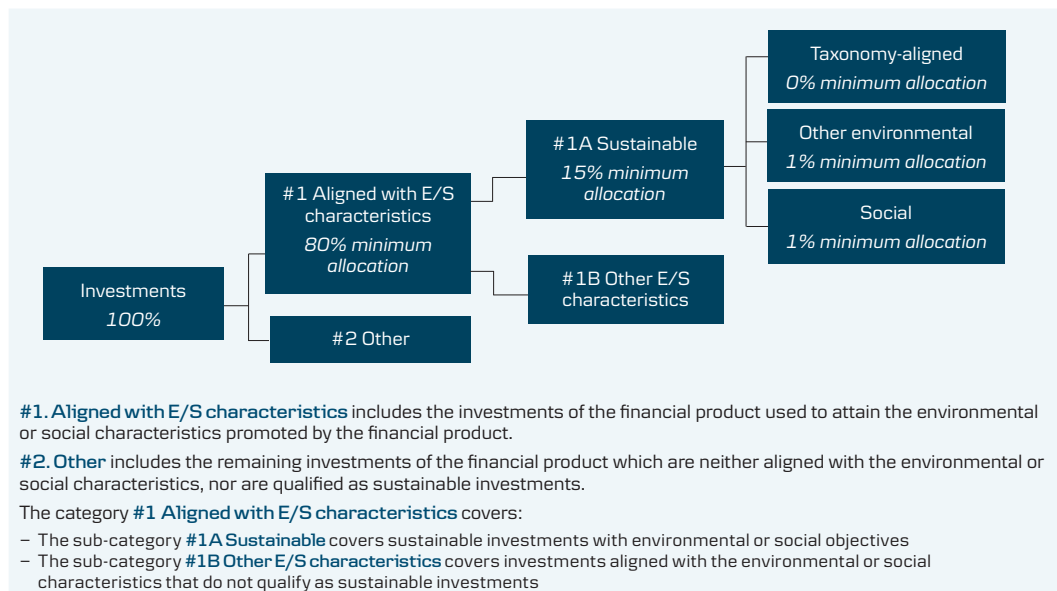 Taxonomy-aligned
0% minimum allocation
Other environmental
1% minimum allocation
Social
1% minimum allocation
#1A Sustainable
15% minimum
allocation
#1 Aligned with E/S
characteristics
80% minimum
allocation
#1B Other E/S
characteristics
Investments
100%
#2 Other
#1. Aligned with E/S characteristics includes the investments of the financial product used to attain the environmental
or social characteristics promoted by the financial product.
#2. Other includes the remaining investments of the financial product which are neither aligned with the environmental or
social characteristics, nor are qualified as sustainable investments.
The category #1 Aligned with E/S characteristics covers:
– The sub-category #1A Sustainable covers sustainable investments with environmental or social objectives
– The sub-category #1B Other E/S characteristics covers investments aligned with the environmental or social
characteristics that do not qualify as sustainable investments